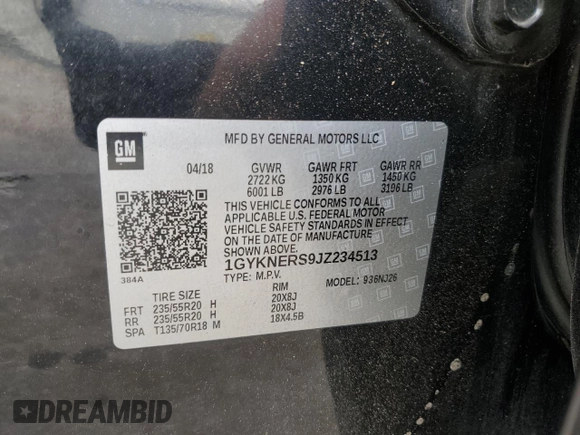 GM
MFD BY GENERAL MOTORS LLC
04/18 GVWR GAWR FRT GAWR RR
2722 KG 1350 KG 1450 KG
6001 LB 2976 LB 3196 LB
THIS VEHICLE CONFORMS TO ALL
APPLICABLE U.S. FEDERAL MOTOR
VEHICLE SAFETY STANDARDS IN EFFECT
ON THE DATE OF MANUFACTURE
SHOWN ABOVE.
384A
1GYKNERS9JZ234513
TYPE: M.P.V. MODEL: 936NJ26
TIRE SIZE RIM
FRT 235/55R20 H 20X8J
RR 235/55R20 H 20X8J
SPA T135/70R18 M 18X4.5B
DREAMBID